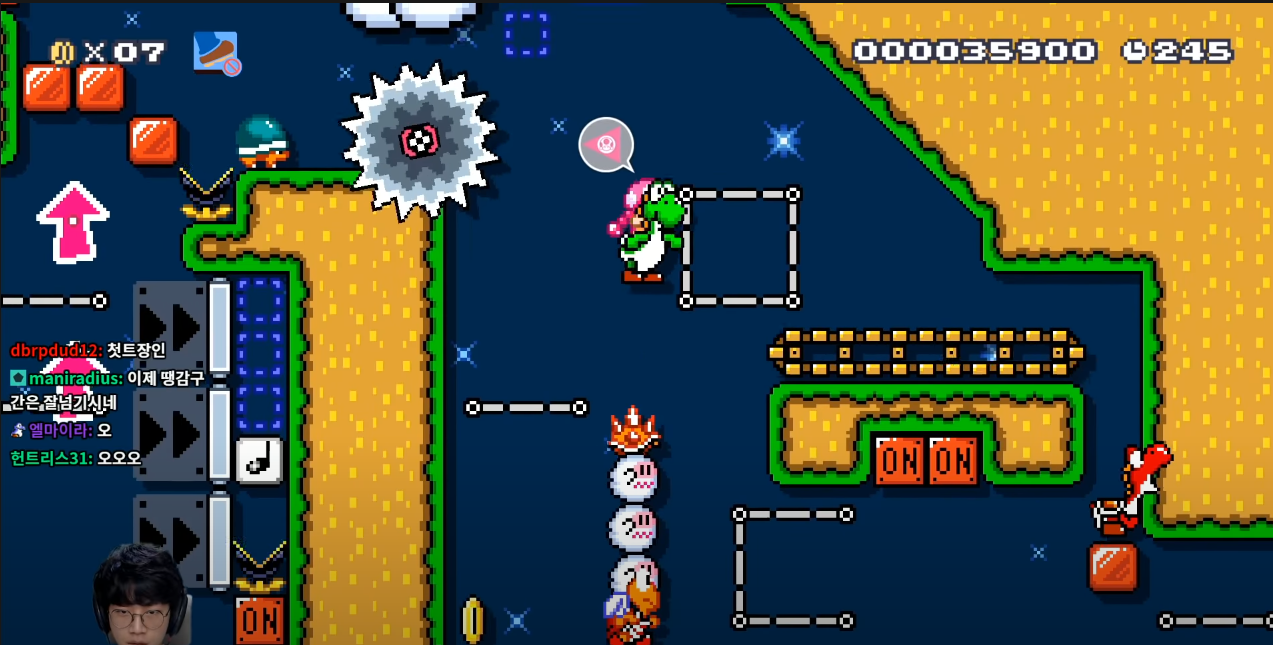 X 07
000035900 245
dbrpdud12: 첫트장인
maniradius: 이제 땡감구
간은 잘넘기시네
엘마이라: 오
헌트리스31: 오오오
ON ON
ON